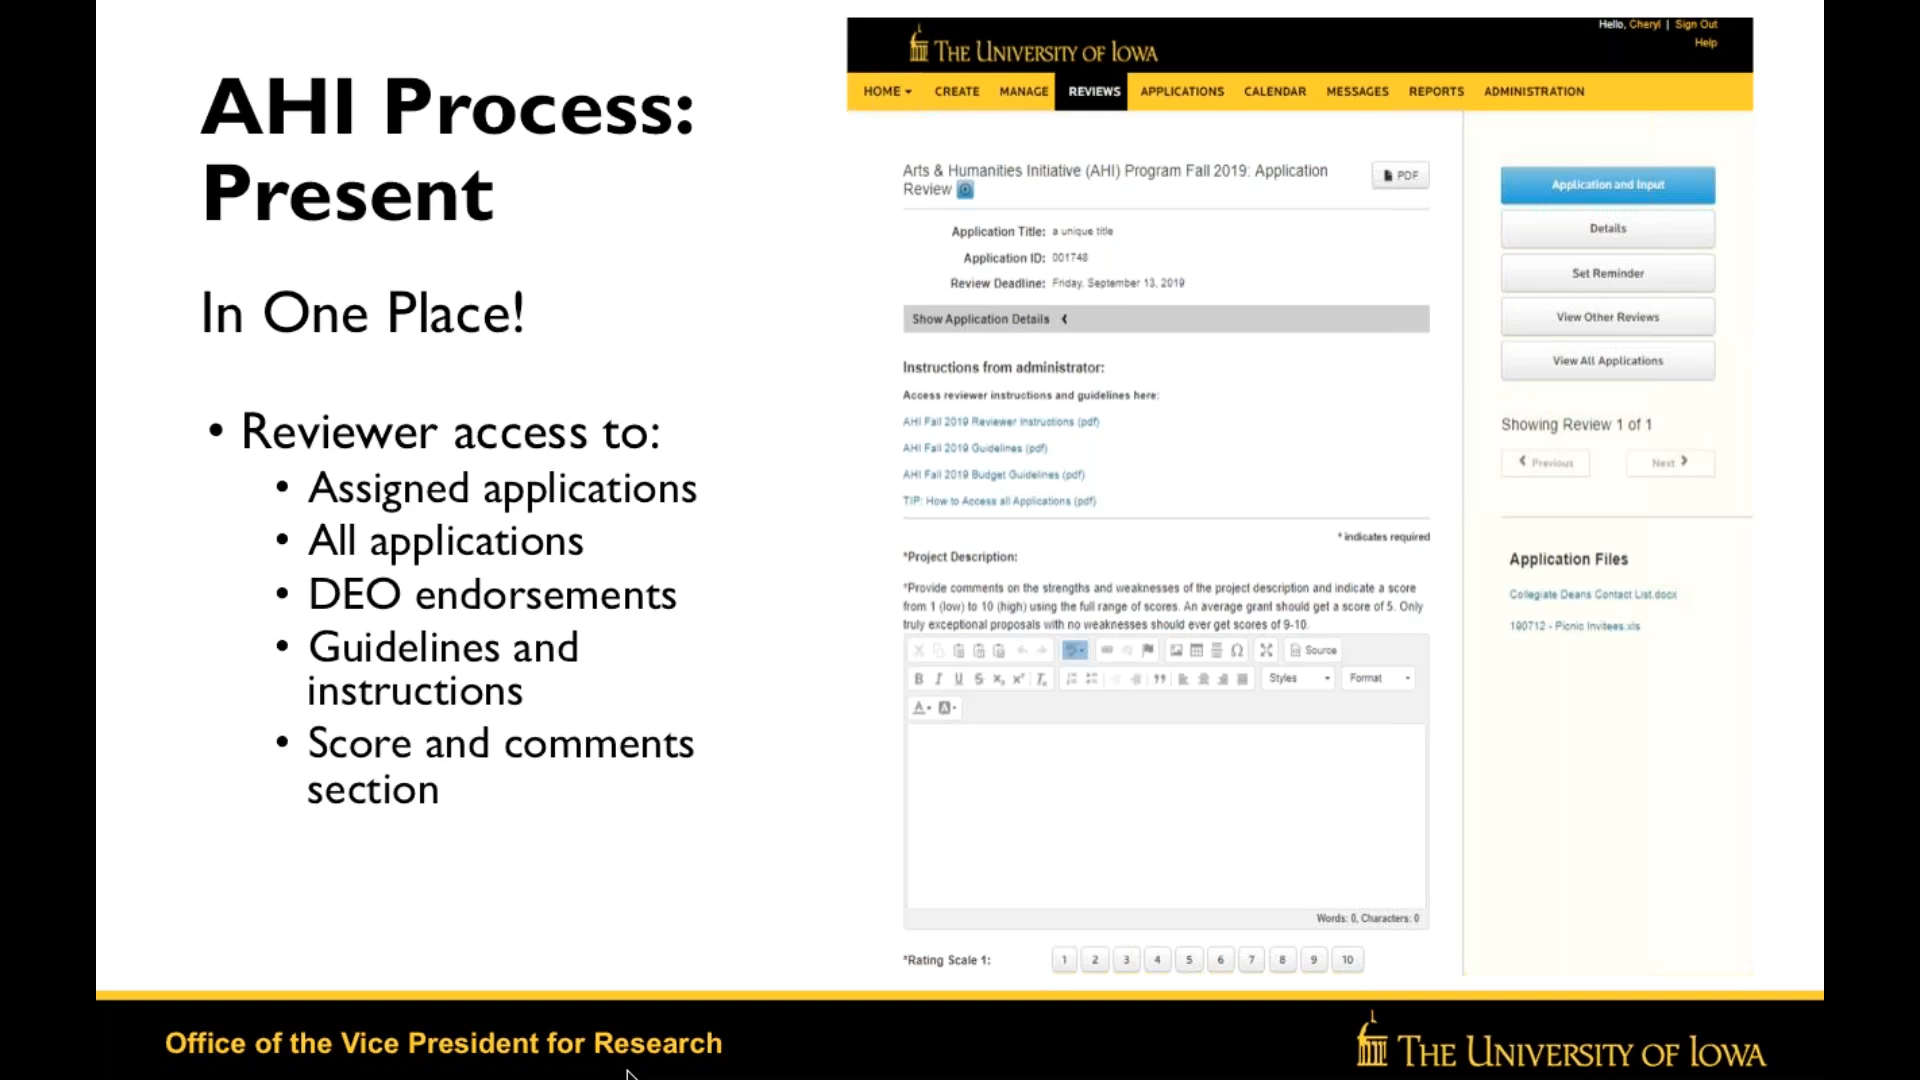 AHI Process:
Present
In One Place!
• Reviewer access to:
• Assigned applications
• All applications
• DEO endorsements
• Guidelines and
instructions
• Score and comments
section
Hello, Cheryl | Sign Out
Help
THE UNIVERSITY OF IOWA
HOME CREATE MANAGE REVIEWS APPLICATIONS CALENDAR MESSAGES REPORTS ADMINISTRATION
Arts & Humanities Initiative (AHI) Program Fall 2019: Application
Review
PDF
Application Title: a unique title
Application ID: 001748
Review Deadline: Friday, September 13, 2019
Show Application Details
Instructions from administrator:
Access reviewer instructions and guidelines here:
AHI Fall 2019 Reviewer Instructions (pdf)
AHI Fall 2019 Guidelines (pdf)
AHI Fall 2019 Budget Guidelines (pdf)
TIP: How to Access all Applications (pdf)
* indicates required
*Project Description:
*Provide comments on the strengths and weaknesses of the project description and indicate a score
from 1 (low) to 10 (high) using the full range of scores. An average grant should get a score of 5. Only
truly exceptional proposals with no weaknesses should ever get scores of 9-10.
Source
Styles Format
Words: 0, Characters: 0
*Rating Scale 1: 1 2 3 4 5 6 7 8 9 10
Application and Input
Details
Set Reminder
View Other Reviews
View All Applications
Showing Review 1 of 1
Previous Next
Application Files
Collegiate Deans Contact List.docx
190712 - Picnic Invitees.xls
Office of the Vice President for Research
THE UNIVERSITY OF IOWA